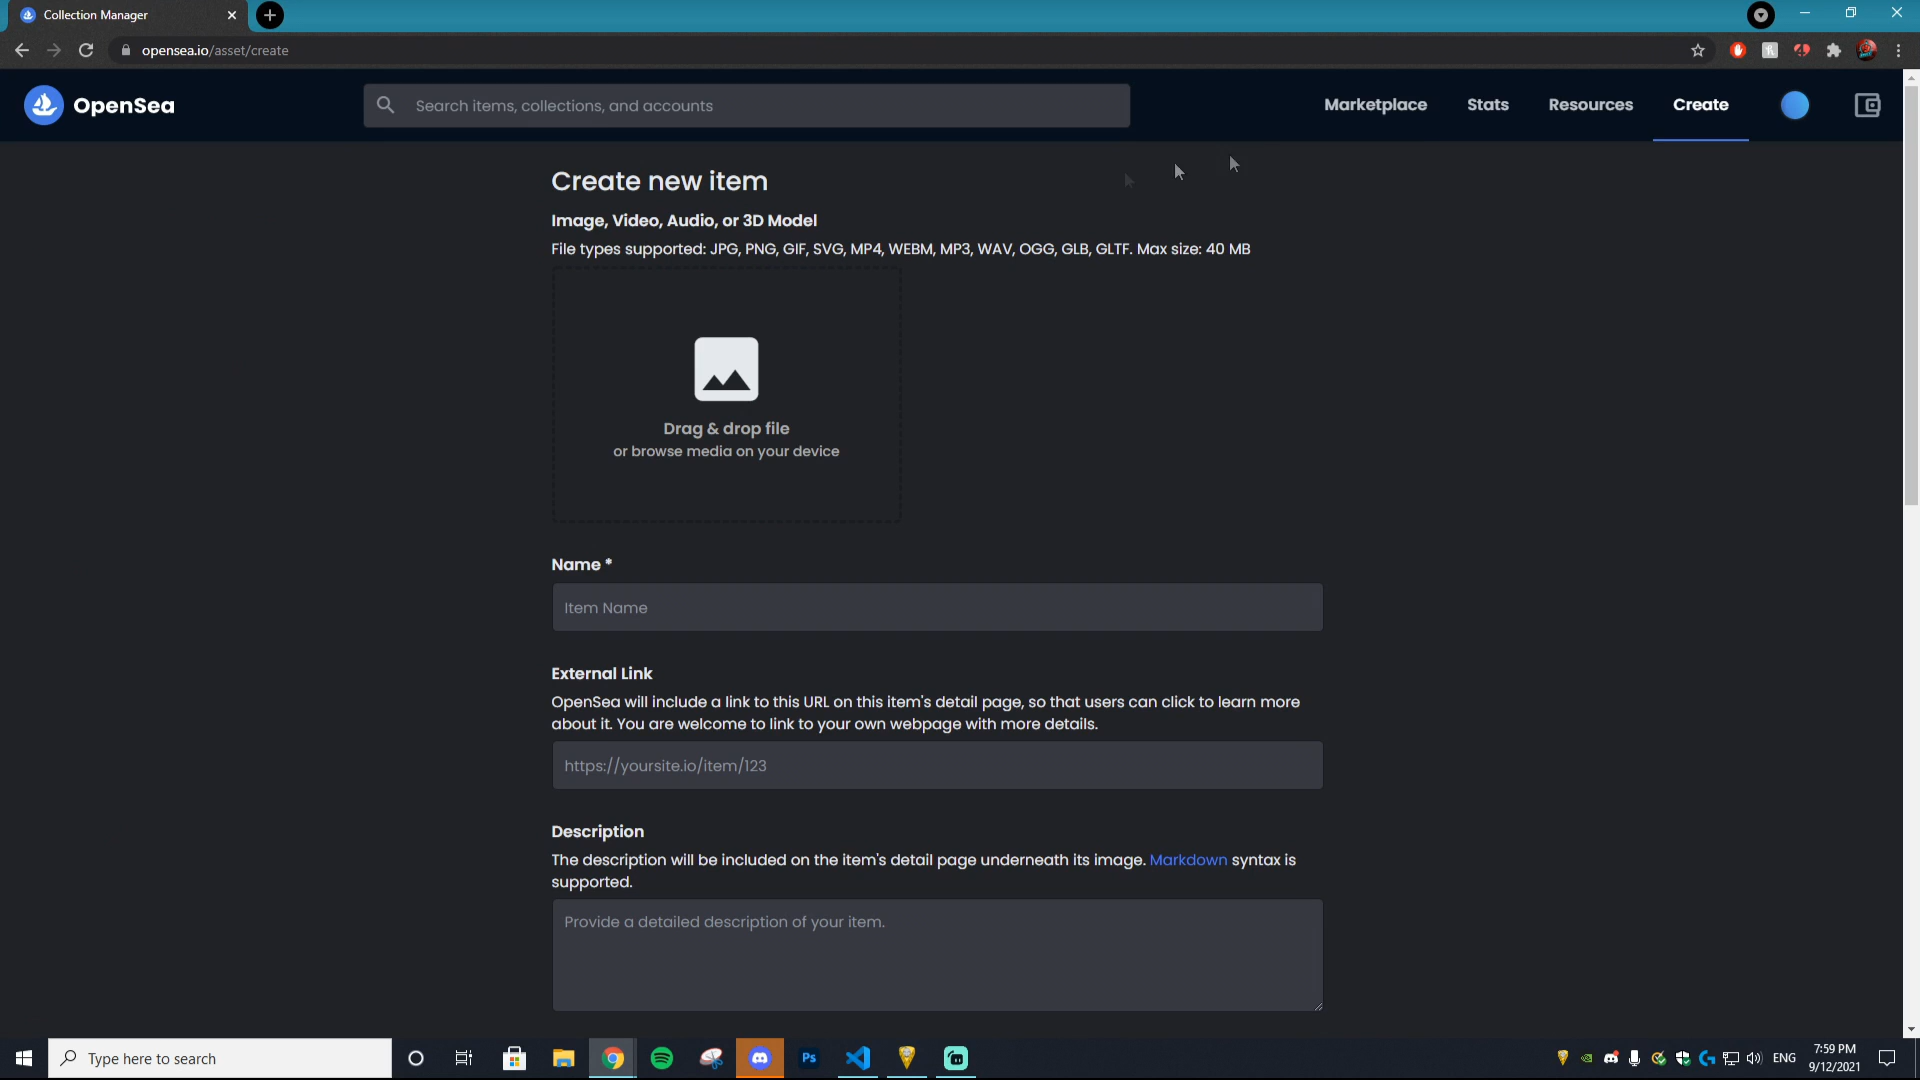 Collection Manager
opensea.io/asset/create
OpenSea
Search items, collections, and accounts
Marketplace
Stats
Resources
Create
Create new item
Image, Video, Audio, or 3D Model
File types supported: JPG, PNG, GIF, SVG, MP4, WEBM, MP3, WAV, OGG, GLB, GLTF. Max size: 40 MB
Drag & drop file
or browse media on your device
Name *
Item Name
External Link
OpenSea will include a link to this URL on this item's detail page, so that users can click to learn more
about it. You are welcome to link to your own webpage with more details.
https://yoursite.io/item/123
Description
The description will be included on the item's detail page underneath its image. Markdown syntax is
supported.
Provide a detailed description of your item.
Type here to search
Ps
ENG
7:59 PM
9/12/2021